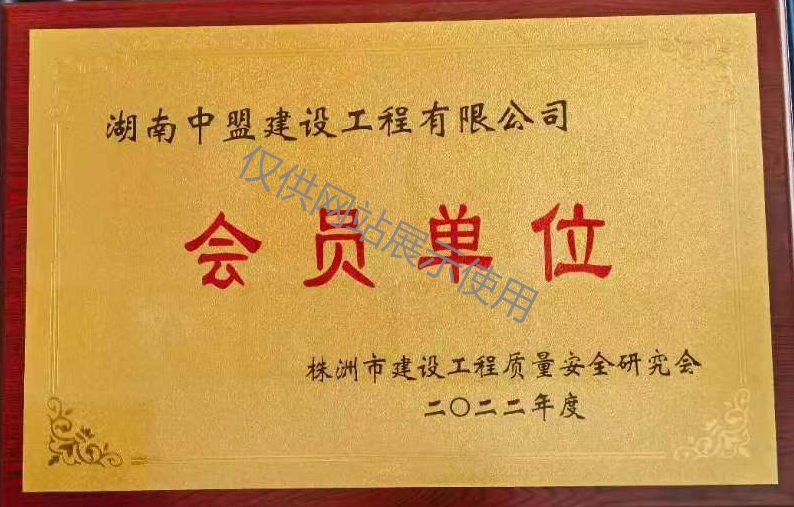 湖南中盟建设工程有限公司
会员单位
仅供网站展示使用
株洲市建设工程质量安全研究会
二〇二二年度